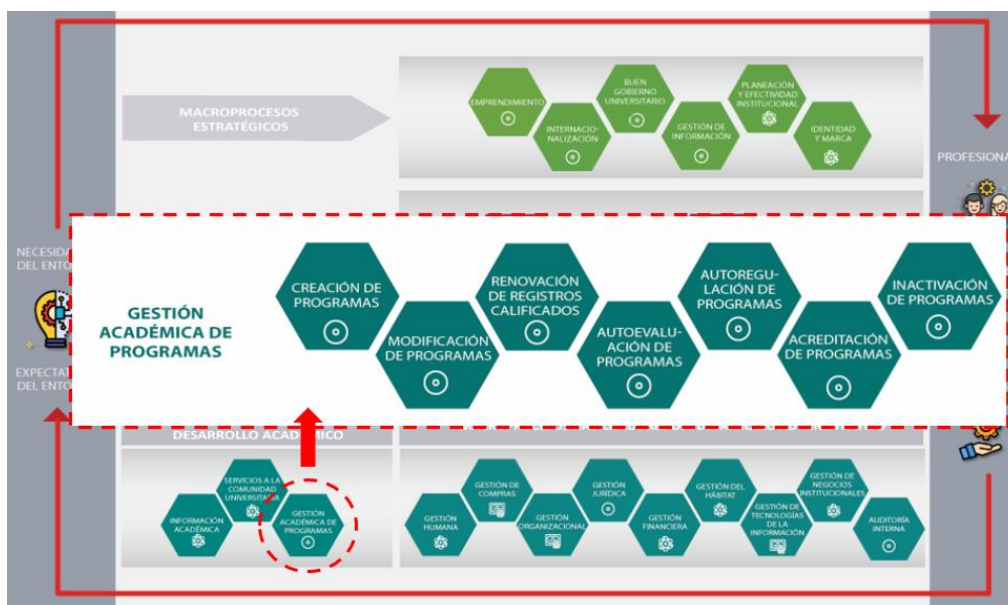 MACROPROCESOS
ESTRATÉGICOS
EMPRENDIMIENTO
INTERNACIO-
NALIZACIÓN
BUEN
GOBIERNO
UNIVERSITARIO
GESTIÓN DE
INFORMACIÓN
PLANEACIÓN
Y EFECTIVIDAD
INSTITUCIONAL
IDENTIDAD
Y MARCA
PROFESIONA
NECESIDA
DEL ENTO
EXPECTAT
DEL ENTO
GESTIÓN
ACADÉMICA DE
PROGRAMAS
CREACIÓN DE
PROGRAMAS
MODIFICACIÓN
DE PROGRAMAS
RENOVACIÓN
DE REGISTROS
CALIFICADOS
AUTOEVALU-
ACIÓN DE
PROGRAMAS
AUTOREGU-
LACIÓN DE
PROGRAMAS
ACREDITACIÓN
DE PROGRAMAS
INACTIVACIÓN
DE PROGRAMAS
DESARROLLO ACADÉMICO
INFORMACIÓN
ACADÉMICA
SERVICIOS A LA
COMUNIDAD
UNIVERSITARIA
GESTIÓN
ACADÉMICA DE
PROGRAMAS
GESTIÓN
HUMANA
GESTIÓN
DE COMPRAS
GESTIÓN
ORGANIZACIONAL
GESTIÓN
JURÍDICA
GESTIÓN
FINANCIERA
GESTIÓN DEL
HÁBITAT
GESTIÓN DE
TECNOLOGÍAS
DE LA
INFORMACIÓN
GESTIÓN DE
NEGOCIOS
INSTITUCIONALES
AUDITORÍA
INTERNA